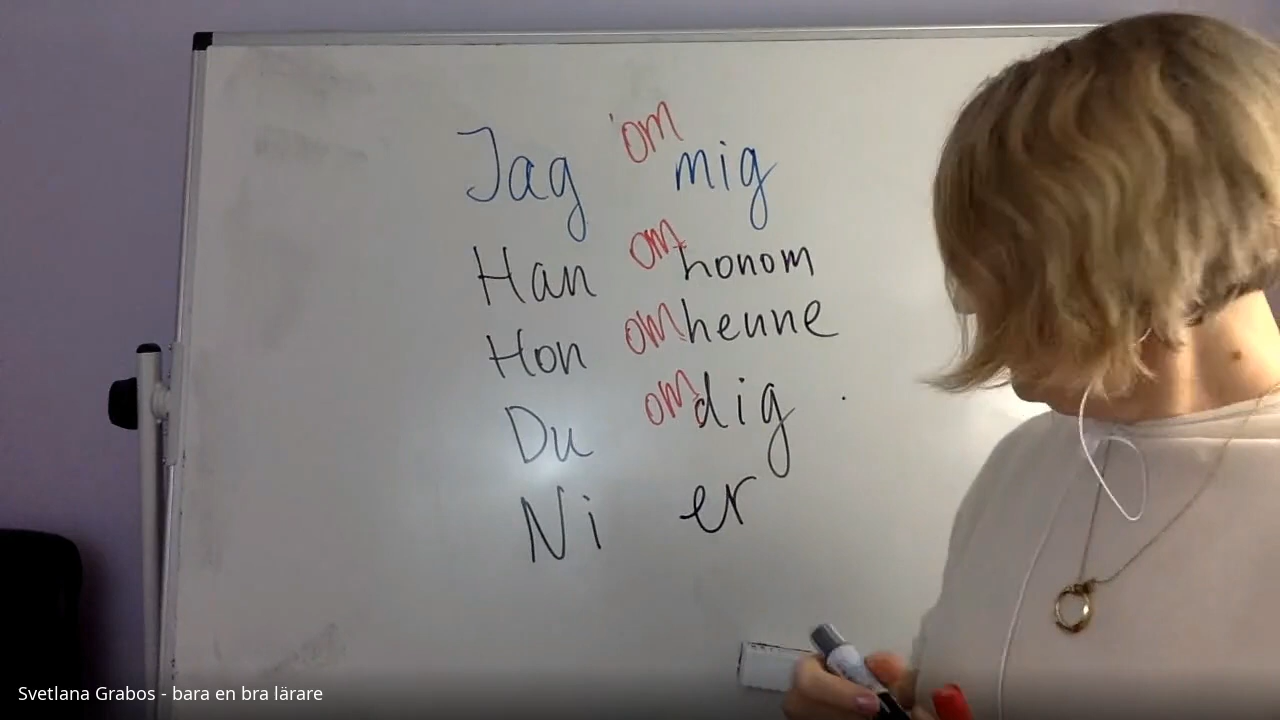 Jag om mig
Han om honom
Hon om henne
Du om dig
Ni er
Svetlana Grabos - bara en bra lärare